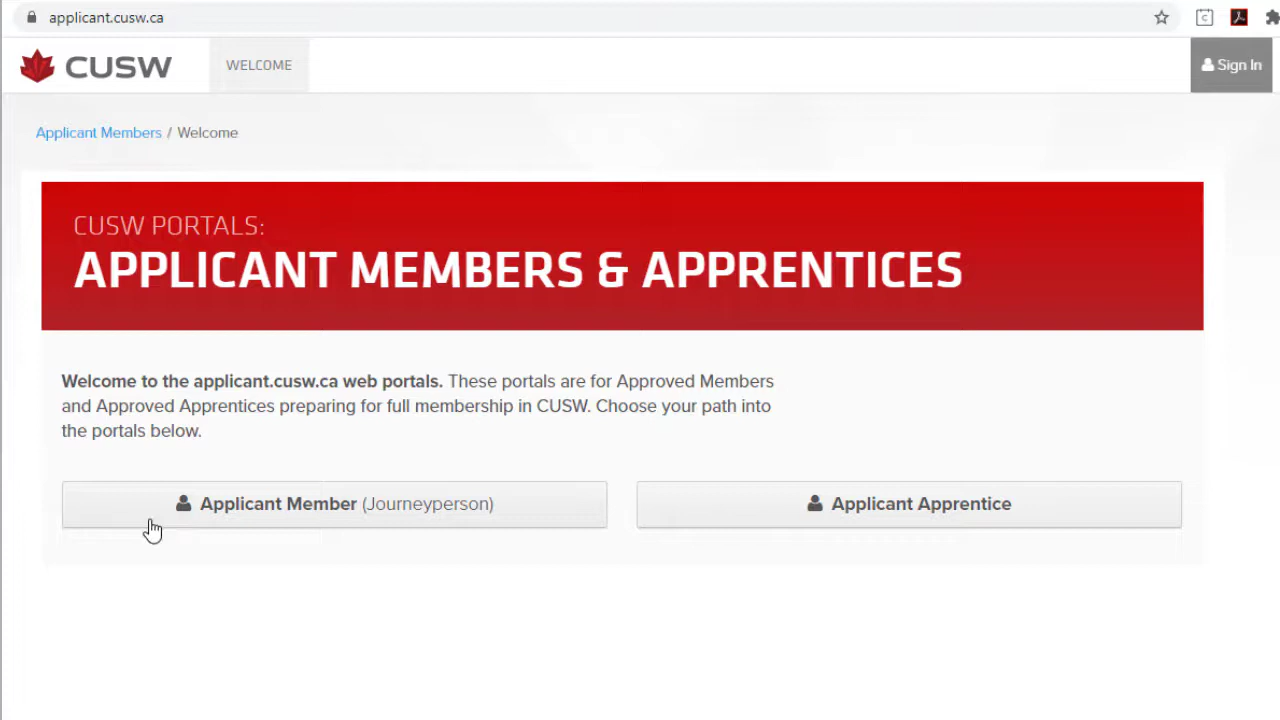 applicant.cusw.ca
CUSW
WELCOME
Sign In
Applicant Members / Welcome
CUSW PORTALS:
APPLICANT MEMBERS & APPRENTICES
Welcome to the applicant.cusw.ca web portals. These portals are for Approved Members
and Approved Apprentices preparing for full membership in CUSW. Choose your path into
the portals below.
Applicant Member (Journeyperson)
Applicant Apprentice